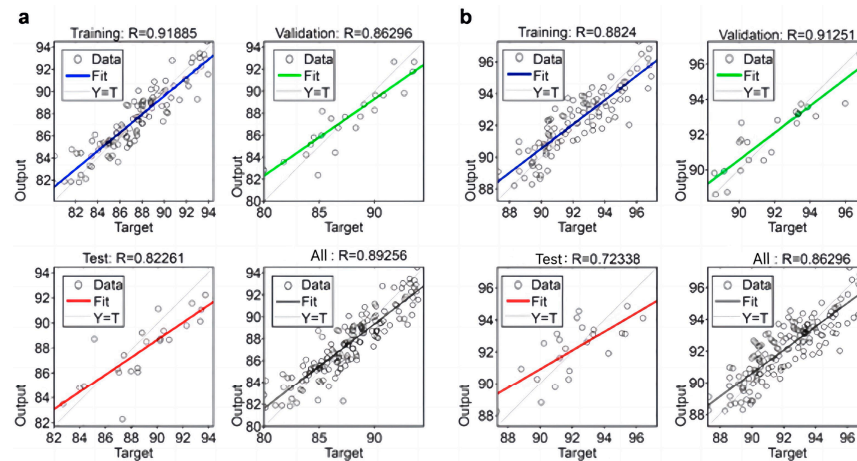 a
Training: R=0.91885
94
92
90
88
86
84
82
Output
Data
Fit
Y=T
82 84 86 88 90 92 94
Target
Validation: R=0.86296
94
92
90
88
86
84
82
80
Output
Data
Fit
Y=T
80 85 90
Target
Test: R=0.82261
94
92
90
88
86
84
82
Output
Data
Fit
Y=T
82 84 86 88 90 92 94
Target
All : R=0.89256
94
92
90
88
86
84
82
80
Output
Data
Fit
Y=T
80 85 90
Target
b
Training: R=0.8824
96
94
92
90
88
Output
Data
Fit
Y=T
88 90 92 94 96
Target
Validation: R=0.91251
96
94
92
90
Output
Data
Fit
Y=T
90 92 94 96
Target
Test: R=0.72338
96
94
92
90
88
Output
Data
Fit
Y=T
88 90 92 94 96
Target
All : R=0.86296
96
94
92
90
88
Output
Data
Fit
Y=T
88 90 92 94 96
Target